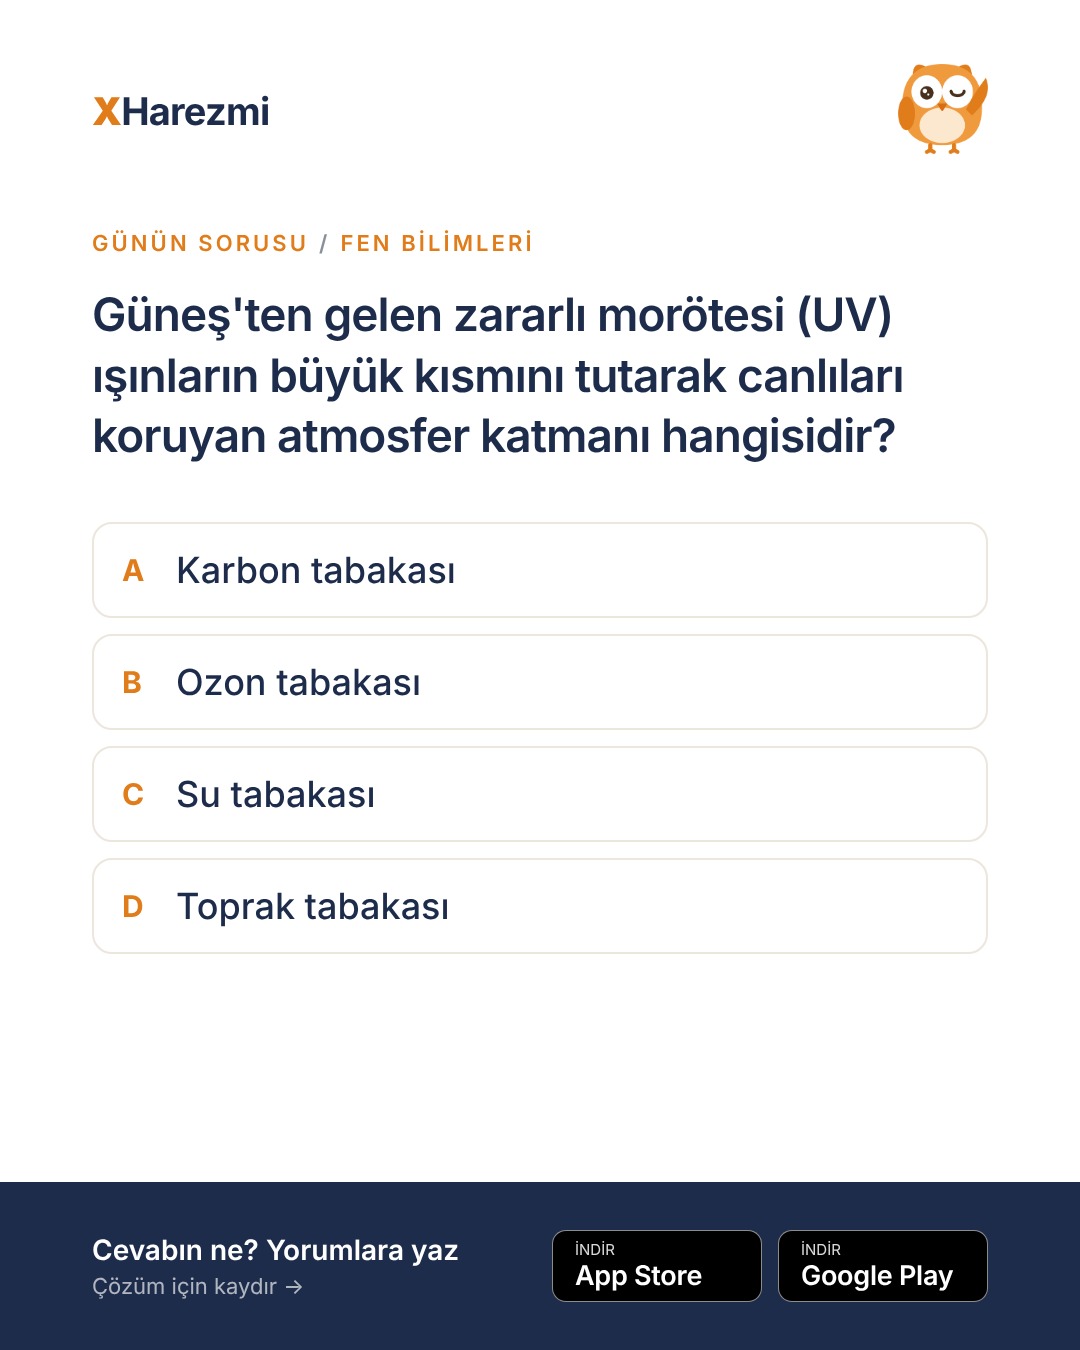 XHarezmi
GÜNÜN SORUSU / FEN BİLİMLERİ
Güneş'ten gelen zararlı morötesi (UV)
ışınların büyük kısmını tutarak canlıları
koruyan atmosfer katmanı hangisidir?
A Karbon tabakası
B Ozon tabakası
C Su tabakası
D Toprak tabakası
Cevabın ne? Yorumlara yaz
Çözüm için kaydır →
İNDİR
App Store
İNDİR
Google Play